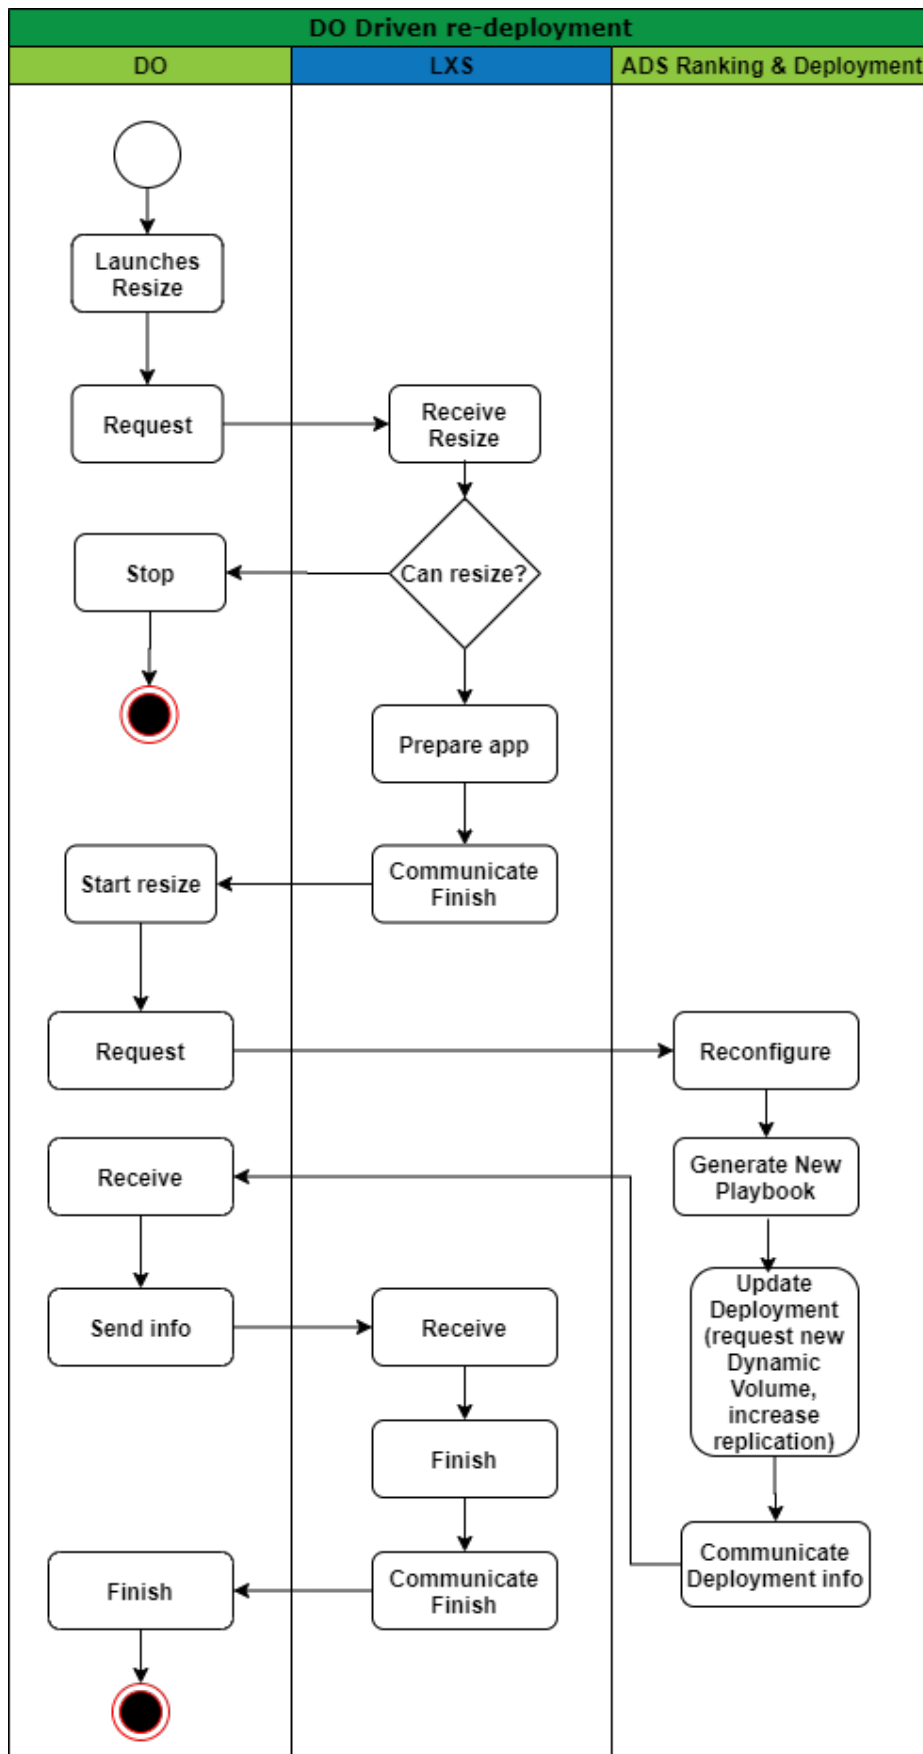 DO Driven re-deployment
DO
LXS
ADS Ranking & Deployment
Launches
Resize
Request
Receive
Resize
Stop
Can resize?
Prepare app
Start resize
Communicate
Finish
Request
Reconfigure
Receive
Generate New
Playbook
Send info
Receive
Update
Deployment
(request new
Dynamic
Volume,
increase
replication)
Finish
Finish
Communicate
Finish
Communicate
Deployment info